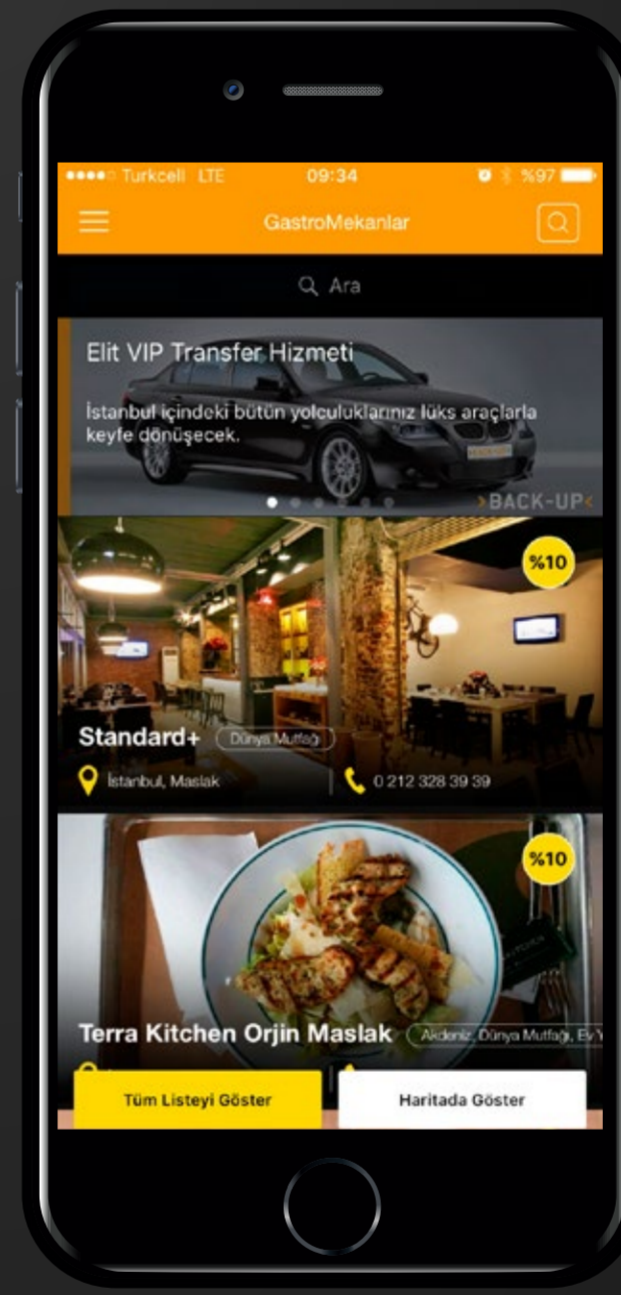 Turkcell LTE 09:34 %97
GastroMekanlar
Ara
Elit VIP Transfer Hizmeti
İstanbul içindeki bütün yolculuklarınız lüks araçlarla
keyfe dönüşecek.
>BACK-UP<
%10
Standard+ Dünya Mutfağı
İstanbul, Maslak 0 212 328 39 39
%10
Terra Kitchen Orjin Maslak Akdeniz, Dünya Mutfağı, Ev
Tüm Listeyi Göster Haritada Göster